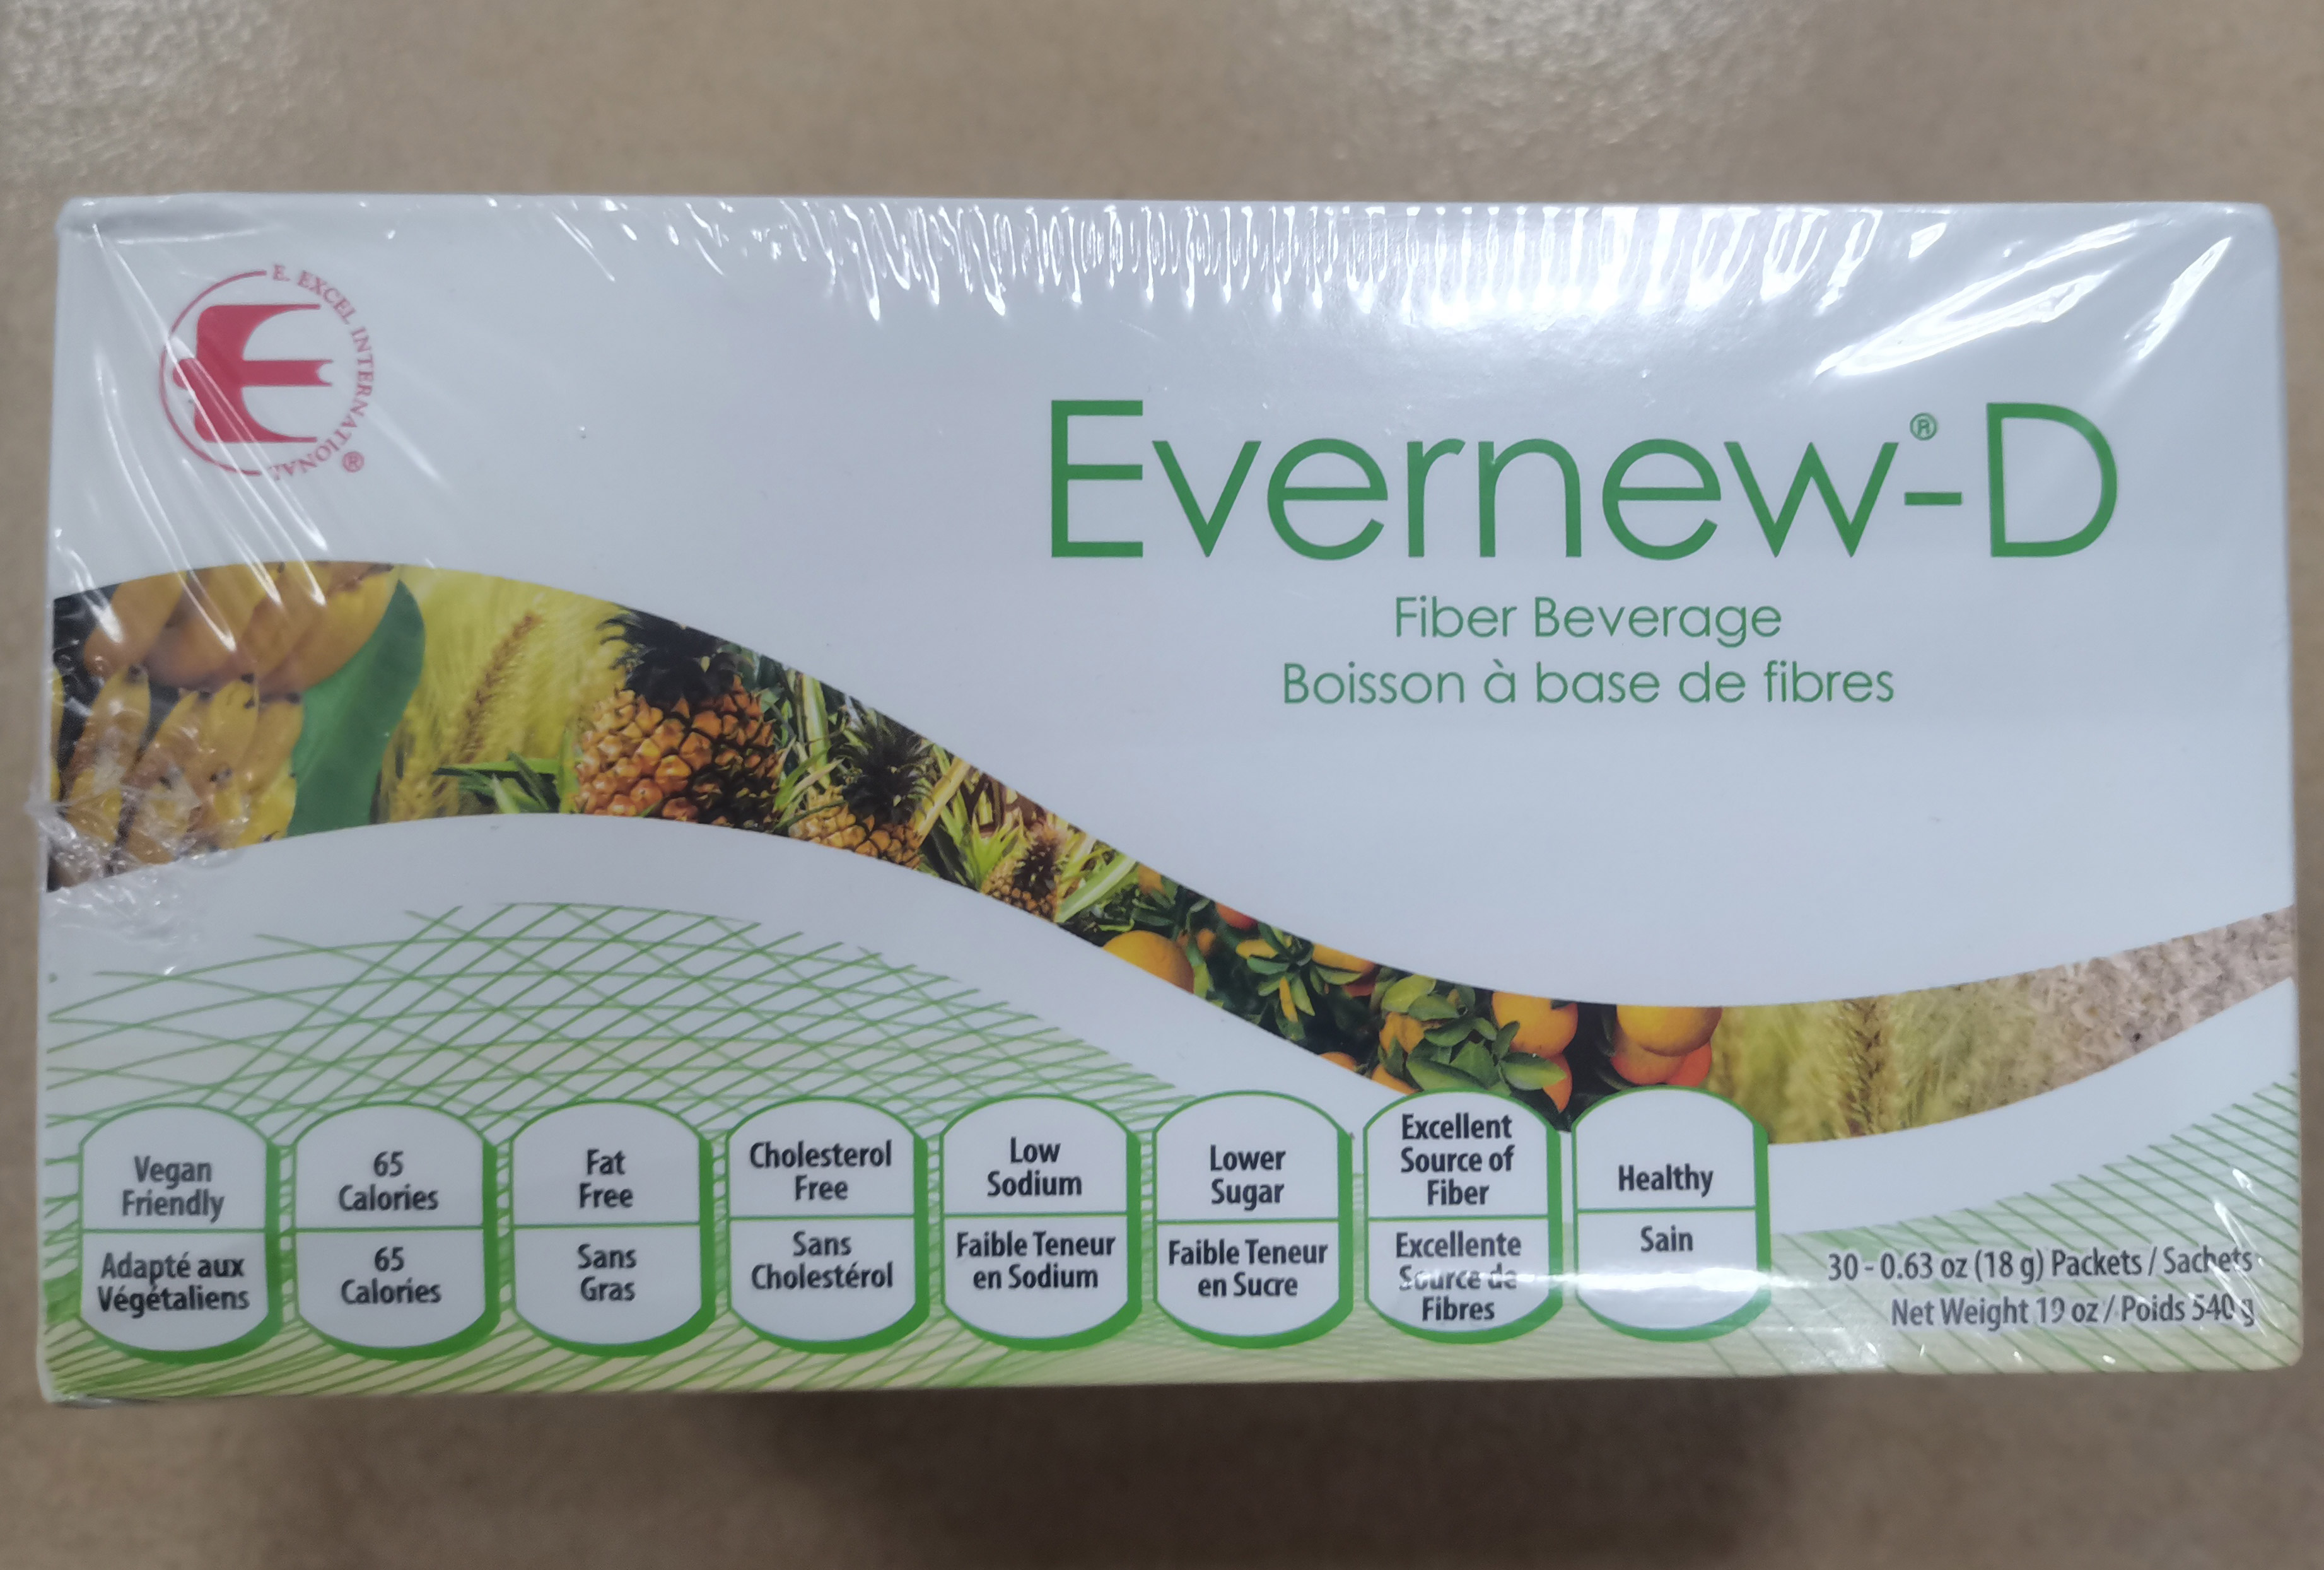 E. EXCEL INTERNATIONAL®
Evernew®-D
Fiber Beverage
Boisson à base de fibres
Vegan
Friendly
Adapté aux
Végétaliens
65
Calories
65
Calories
Fat
Free
Sans
Gras
Cholesterol
Free
Sans
Cholestérol
Low
Sodium
Faible Teneur
en Sodium
Lower
Sugar
Faible Teneur
en Sucre
Excellent
Source of
Fiber
Excellente
Source de
Fibres
Healthy
Sain
30 - 0.63 oz (18 g) Packets / Sachets
Net Weight 19 oz / Poids 540 g